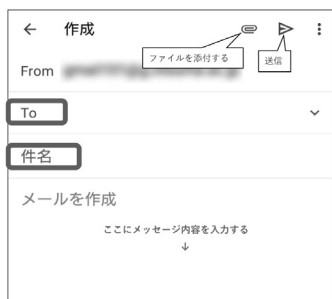 作成
ファイルを添付する
送信
From
To
件名
メールを作成
ここにメッセージ内容を入力する
↓